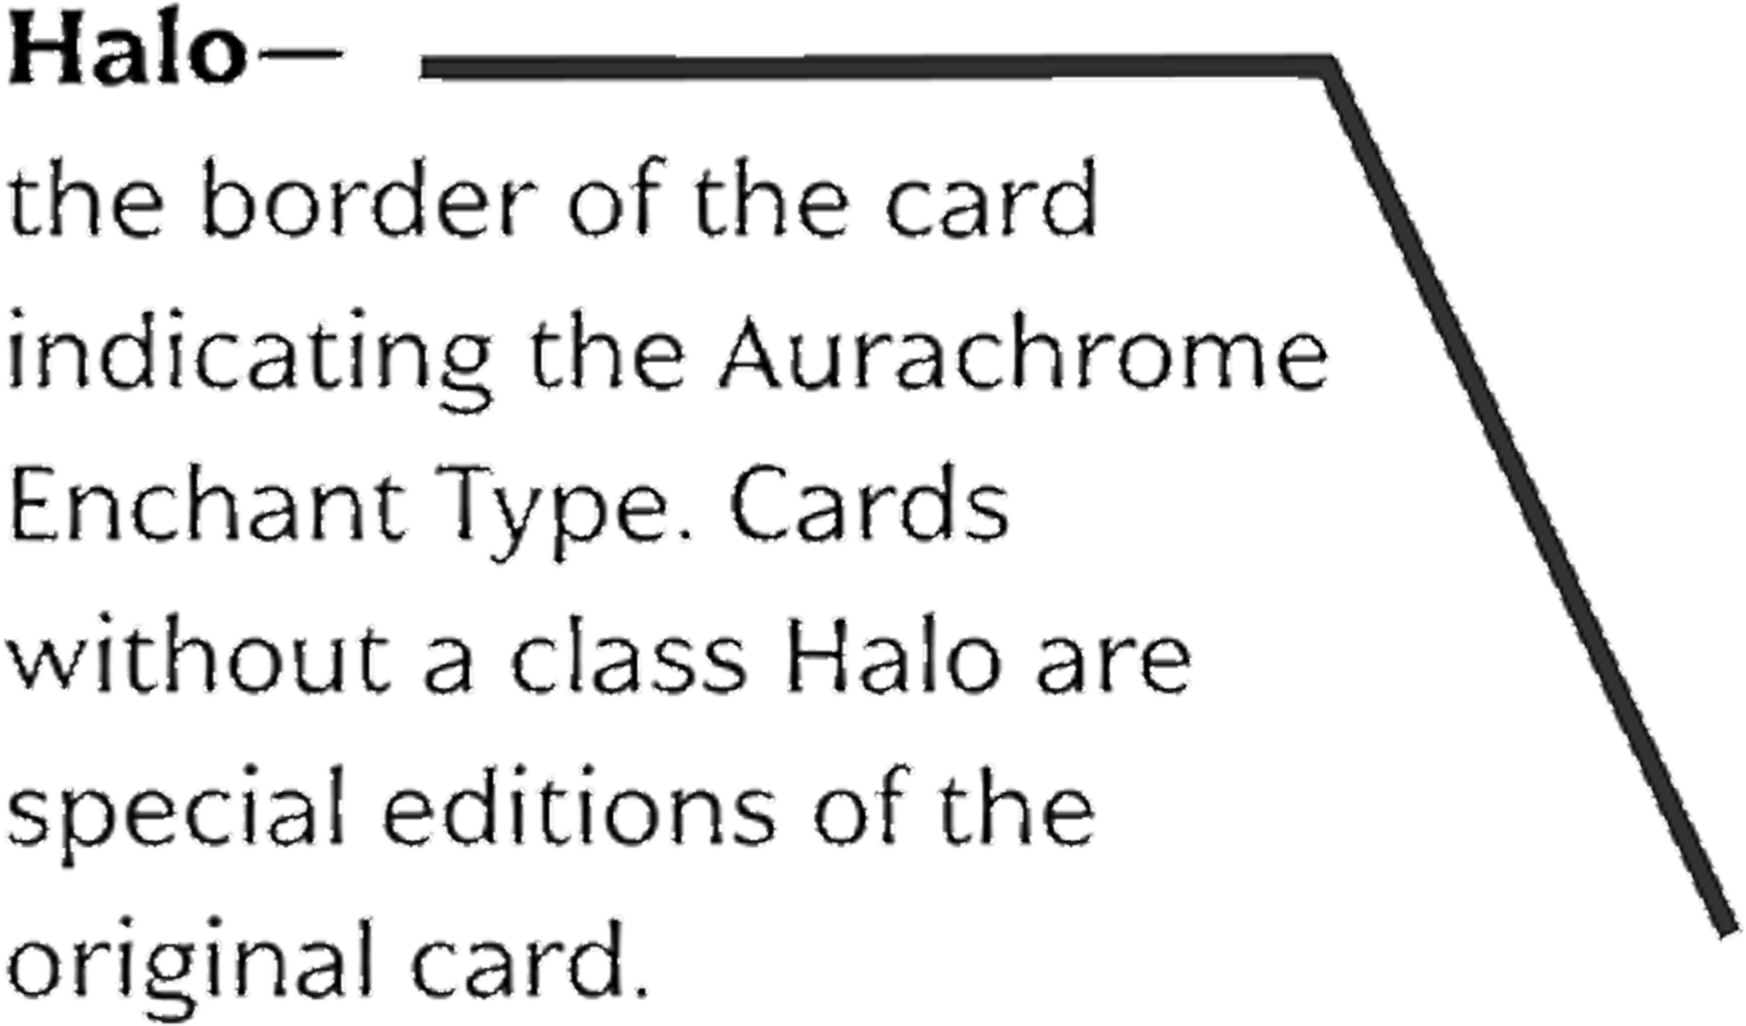 Halo—
the border of the card
indicating the Aurachrome
Enchant Type. Cards
without a class Halo are
special editions of the
original card.